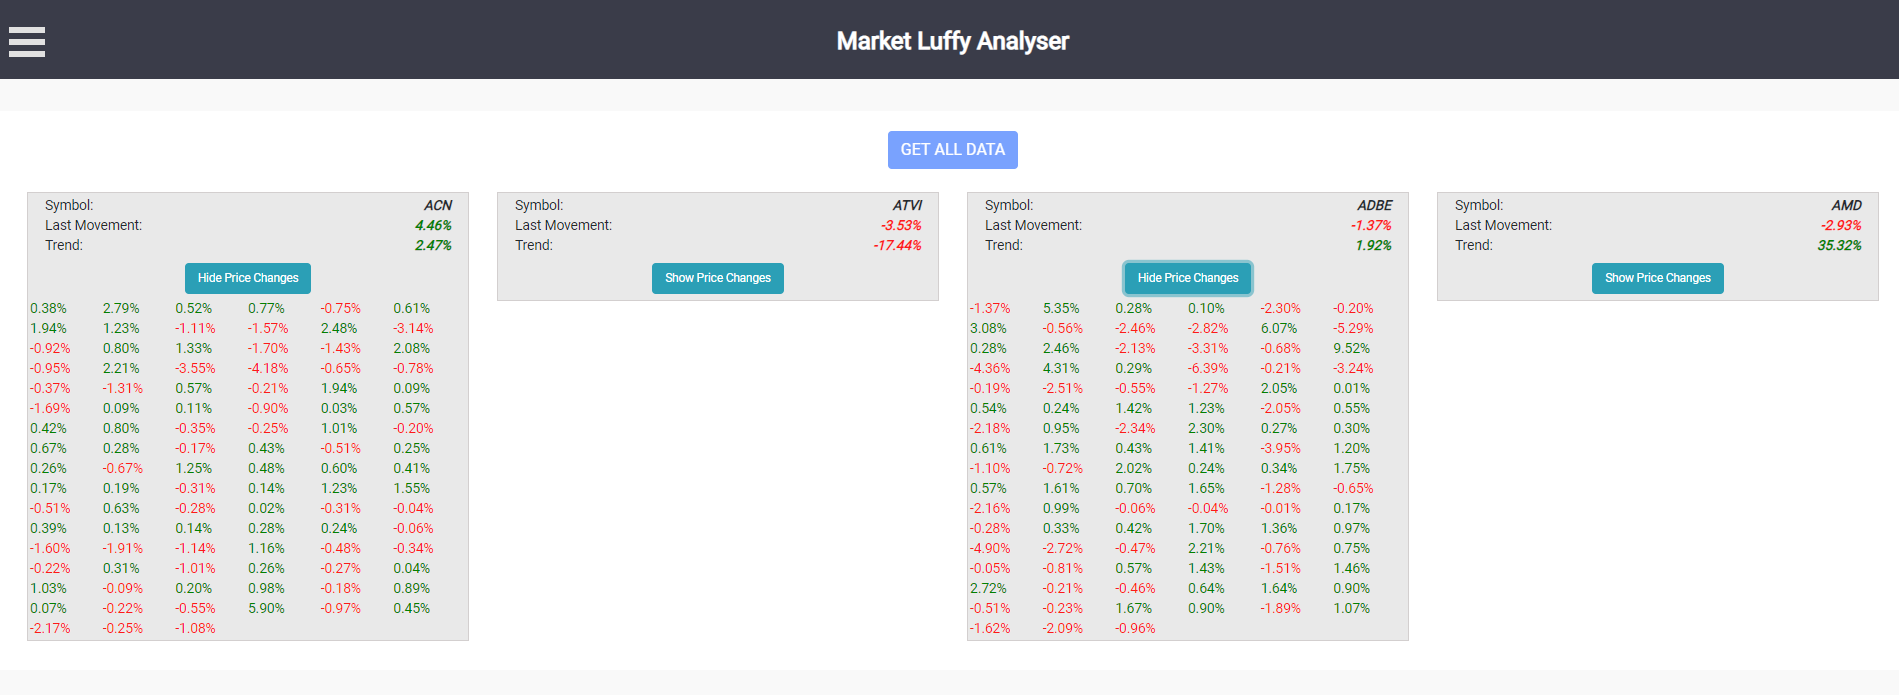 Market Luffy Analyser
GET ALL DATA
Symbol: ACN
Last Movement: 4.46%
Trend: 2.47%
Hide Price Changes
0.38% 2.79% 0.52% 0.77% -0.75% 0.61%
1.94% 1.23% -1.11% -1.57% 2.48% -3.14%
-0.92% 0.80% 1.33% -1.70% -1.43% 2.08%
-0.95% 2.21% -3.55% -4.18% -0.65% -0.78%
-0.37% -1.31% 0.57% -0.21% 1.94% 0.09%
-1.69% 0.09% 0.11% -0.90% 0.03% 0.57%
0.42% 0.80% -0.35% -0.25% 1.01% -0.20%
0.67% 0.28% -0.17% 0.43% -0.51% 0.25%
0.26% -0.67% 1.25% 0.48% 0.60% 0.41%
0.17% 0.19% -0.31% 0.14% 1.23% 1.55%
-0.51% 0.63% -0.28% 0.02% -0.31% -0.04%
0.39% 0.13% 0.14% 0.28% 0.24% -0.06%
-1.60% -1.91% -1.14% 1.16% -0.48% -0.34%
-0.22% 0.31% -1.01% 0.26% -0.27% 0.04%
1.03% -0.09% 0.20% 0.98% -0.18% 0.89%
0.07% -0.22% -0.55% 5.90% -0.97% 0.45%
-2.17% -0.25% -1.08%
Symbol: ATVI
Last Movement: -3.53%
Trend: -17.44%
Show Price Changes
Symbol: ADBE
Last Movement: -1.37%
Trend: 1.92%
Hide Price Changes
-1.37% 5.35% 0.28% 0.10% -2.30% -0.20%
3.08% -0.56% -2.46% -2.82% 6.07% -5.29%
0.28% 2.46% -2.13% -3.31% -0.68% 9.52%
-4.36% 4.31% 0.29% -6.39% -0.21% -3.24%
-0.19% -2.51% -0.55% -1.27% 2.05% 0.01%
0.54% 0.24% 1.42% 1.23% -2.05% 0.55%
-2.18% 0.95% -2.34% 2.30% 0.27% 0.30%
0.61% 1.73% 0.43% 1.41% -3.95% 1.20%
-1.10% -0.72% 2.02% 0.24% 0.34% 1.75%
0.57% 1.61% 0.70% 1.65% -1.28% -0.65%
-2.16% 0.99% -0.06% -0.04% -0.01% 0.17%
-0.28% 0.33% 0.42% 1.70% 1.36% 0.97%
-4.90% -2.72% -0.47% 2.21% -0.76% 0.75%
-0.05% -0.81% 0.57% 1.43% -1.51% 1.46%
2.72% -0.21% -0.46% 0.64% 1.64% 0.90%
-0.51% -0.23% 1.67% 0.90% -1.89% 1.07%
-1.62% -2.09% -0.96%
Symbol: AMD
Last Movement: -2.93%
Trend: 35.32%
Show Price Changes